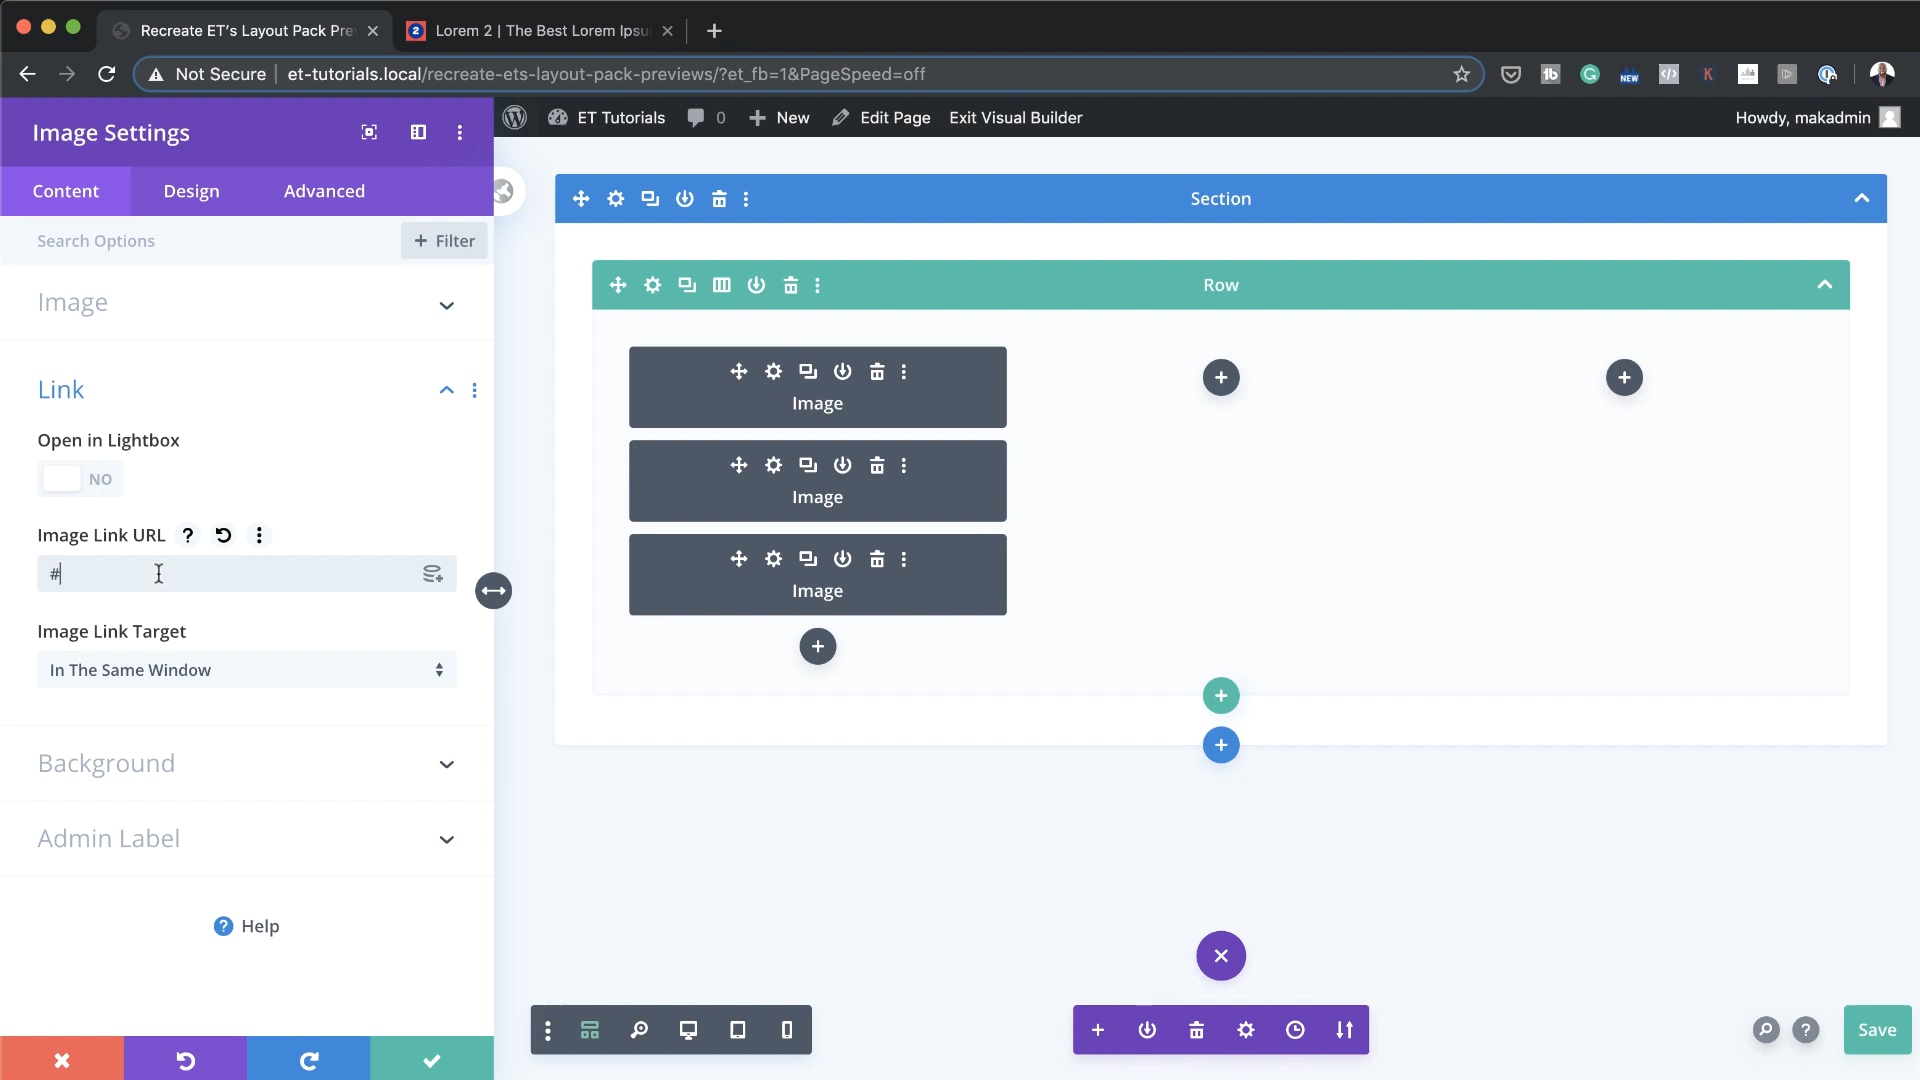 Recreate ET's Layout Pack Pre
Lorem 2 | The Best Lorem Ipsu
Not Secure
et-tutorials.local/recreate-ets-layout-pack-previews/?et_fb=1&PageSpeed=off
NEW
K
ET Tutorials
0
New
Edit Page
Exit Visual Builder
Howdy, makadmin
Image Settings
Content
Design
Advanced
Search Options
+ Filter
Image
Link
Open in Lightbox
NO
Image Link URL
#
Image Link Target
In The Same Window
Background
Admin Label
Help
Section
Row
Image
Image
Image
Save